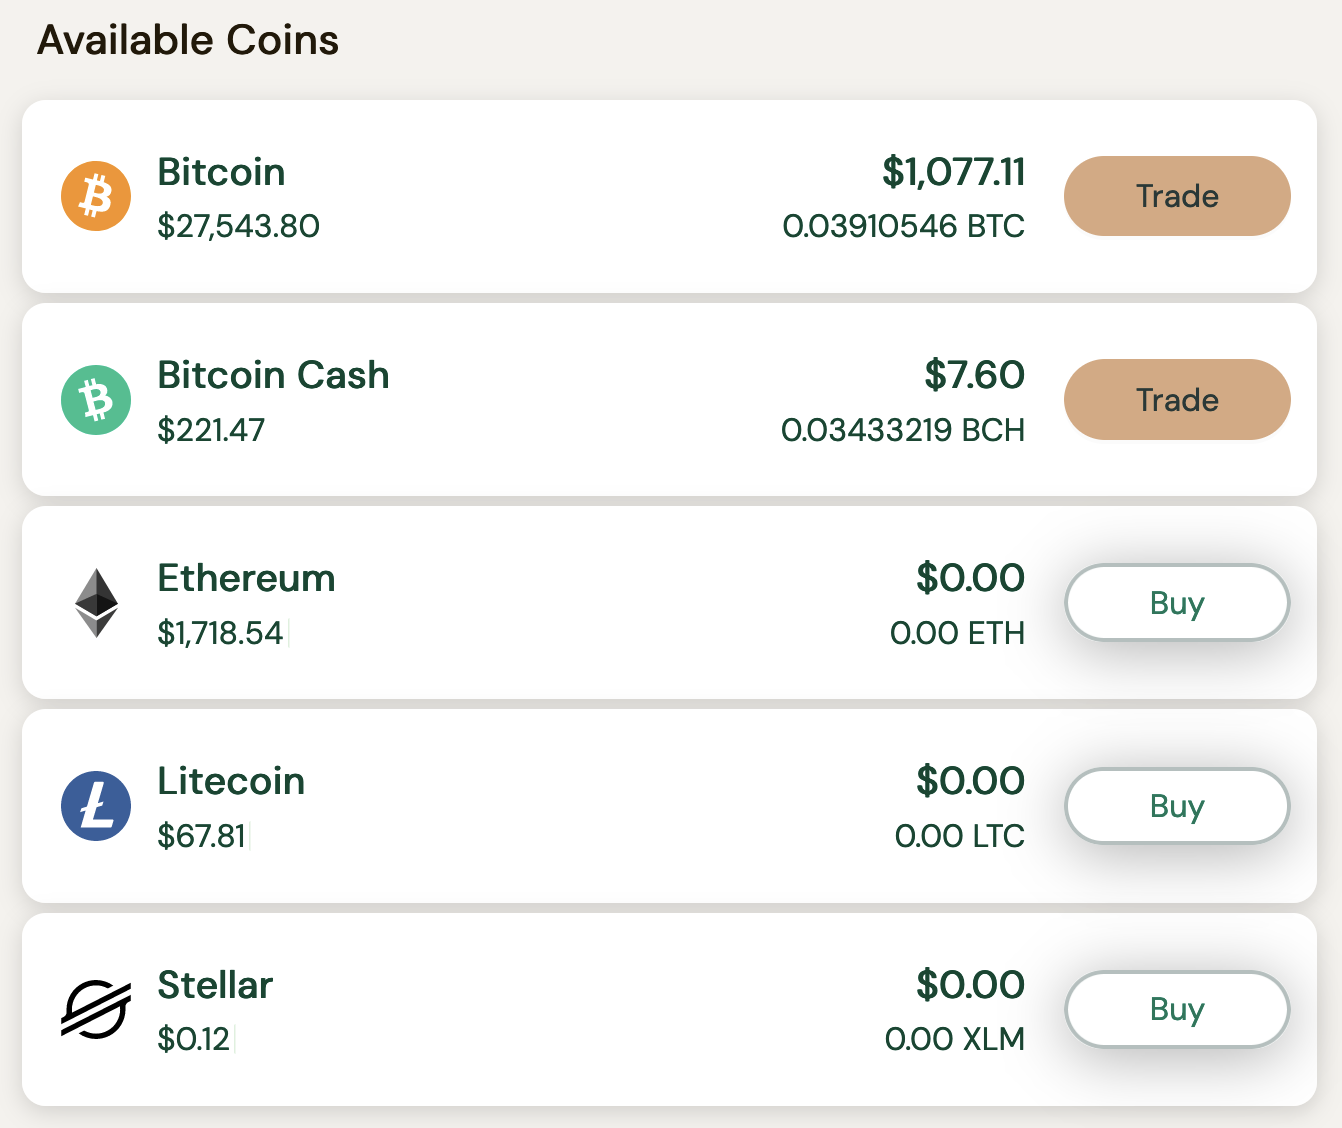 Available Coins
Bitcoin
$1,077.11
$27,543.80
0.03910546 BTC
Trade
Bitcoin Cash
$7.60
$221.47
0.03433219 BCH
Trade
Ethereum
$0.00
$1,718.54
0.00 ETH
Buy
Litecoin
$0.00
$67.81
0.00 LTC
Buy
Stellar
$0.00
$0.12
0.00 XLM
Buy